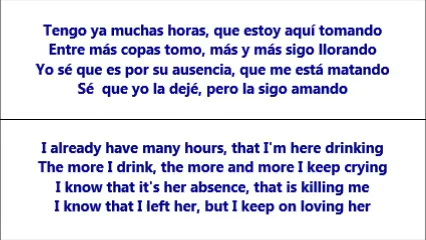 Tengo ya muchas horas, que estoy aquí tomando
Entre más copas tomo, más y más sigo llorando
Yo sé que es por su ausencia, que me está matando
Sé  que yo la dejé, pero la sigo amando
I already have many hours, that I'm here drinking
The more I drink, the more and more I keep crying
I know that it's her absence, that is killing me
I know that I left her, but I keep on loving her